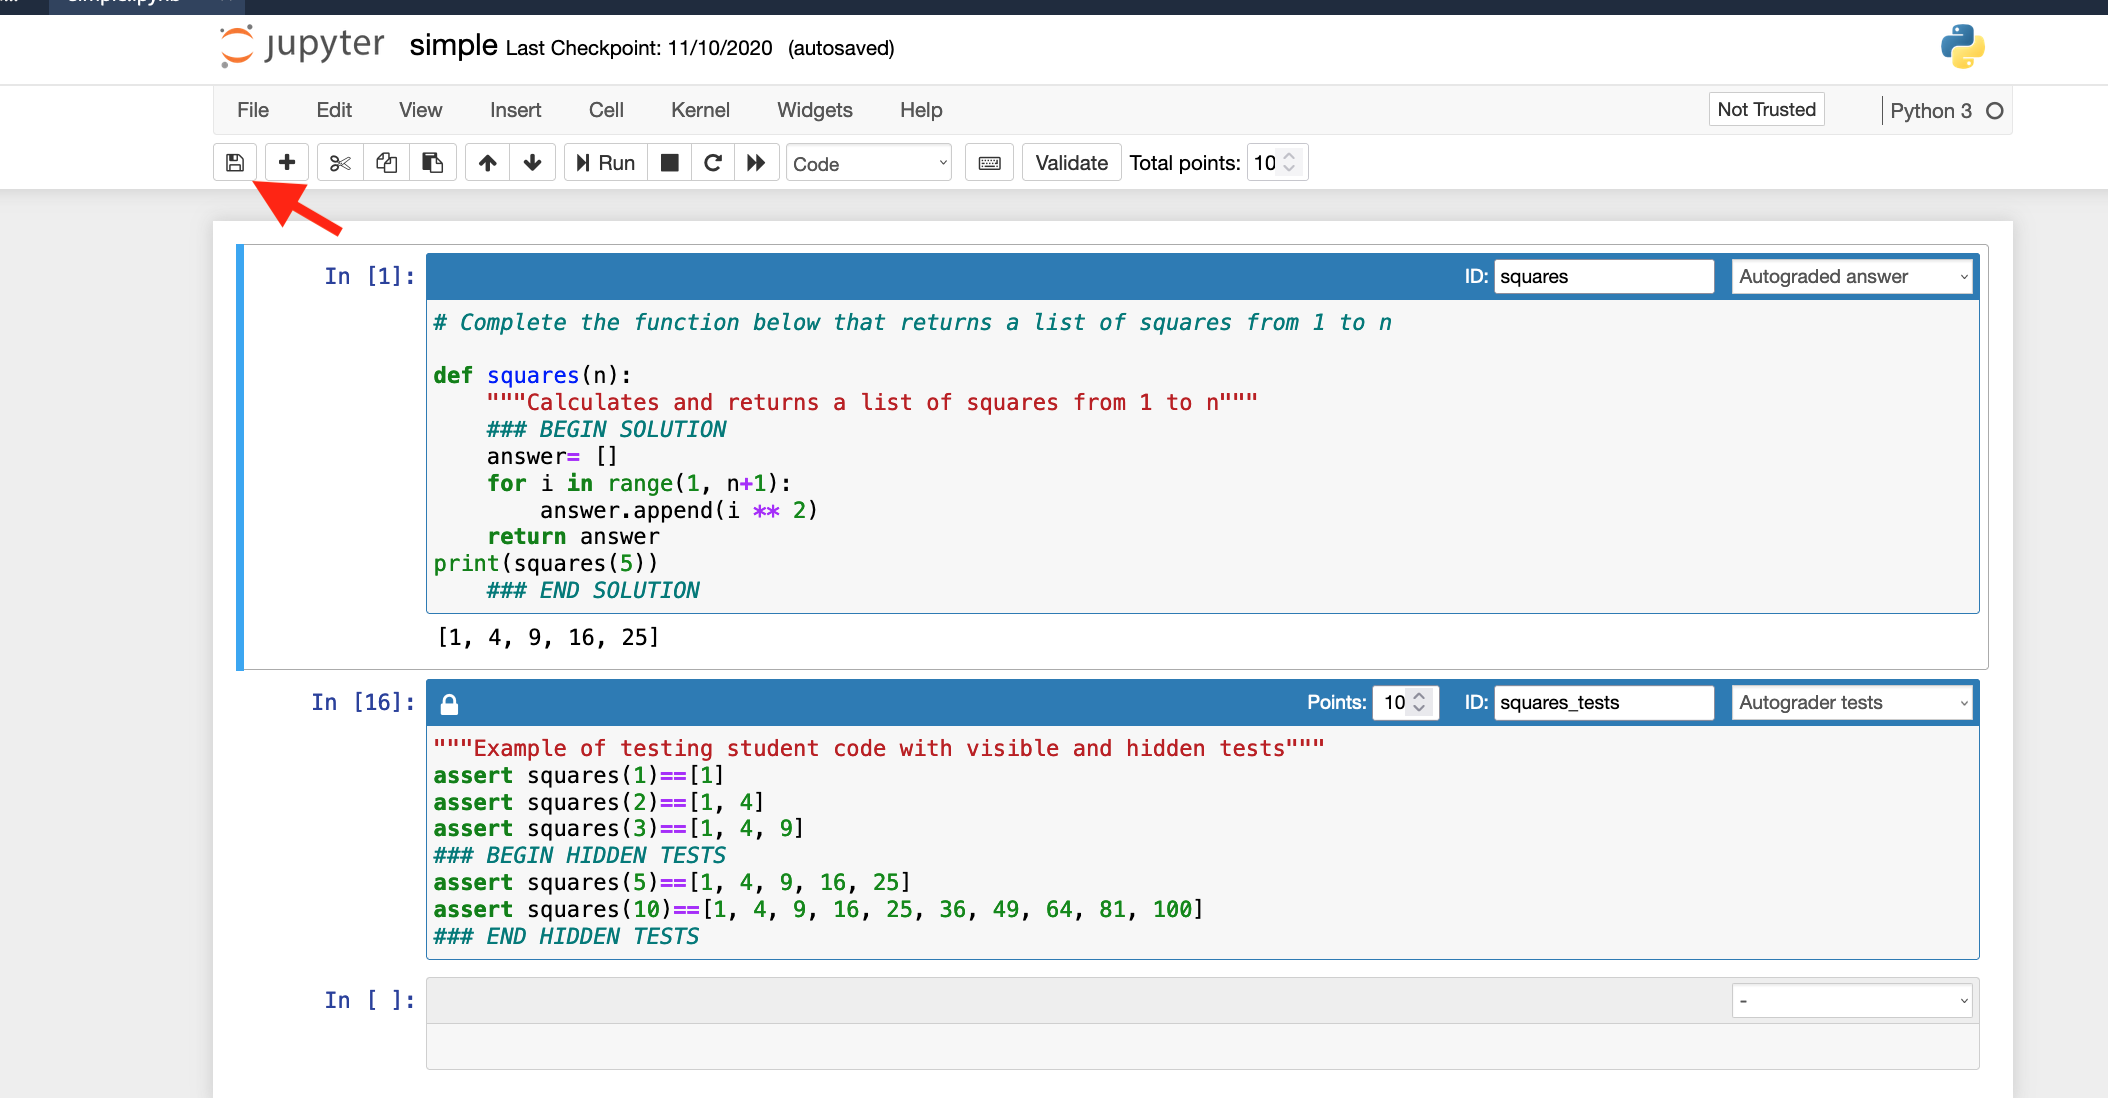 jupyter simple Last Checkpoint: 11/10/2020 (autosaved)
File Edit View Insert Cell Kernel Widgets Help Not Trusted Python 3
Run Code Validate Total points: 10
In [1]: ID: squares Autograded answer
# Complete the function below that returns a list of squares from 1 to n
def squares(n):
    """Calculates and returns a list of squares from 1 to n"""
    ### BEGIN SOLUTION
    answer= []
    for i in range(1, n+1):
        answer.append(i ** 2)
    return answer
print(squares(5))
    ### END SOLUTION
[1, 4, 9, 16, 25]
In [16]: Points: 10 ID: squares_tests Autograder tests
"""Example of testing student code with visible and hidden tests"""
assert squares(1)==[1]
assert squares(2)==[1, 4]
assert squares(3)==[1, 4, 9]
### BEGIN HIDDEN TESTS
assert squares(5)==[1, 4, 9, 16, 25]
assert squares(10)==[1, 4, 9, 16, 25, 36, 49, 64, 81, 100]
### END HIDDEN TESTS
In [ ]: -